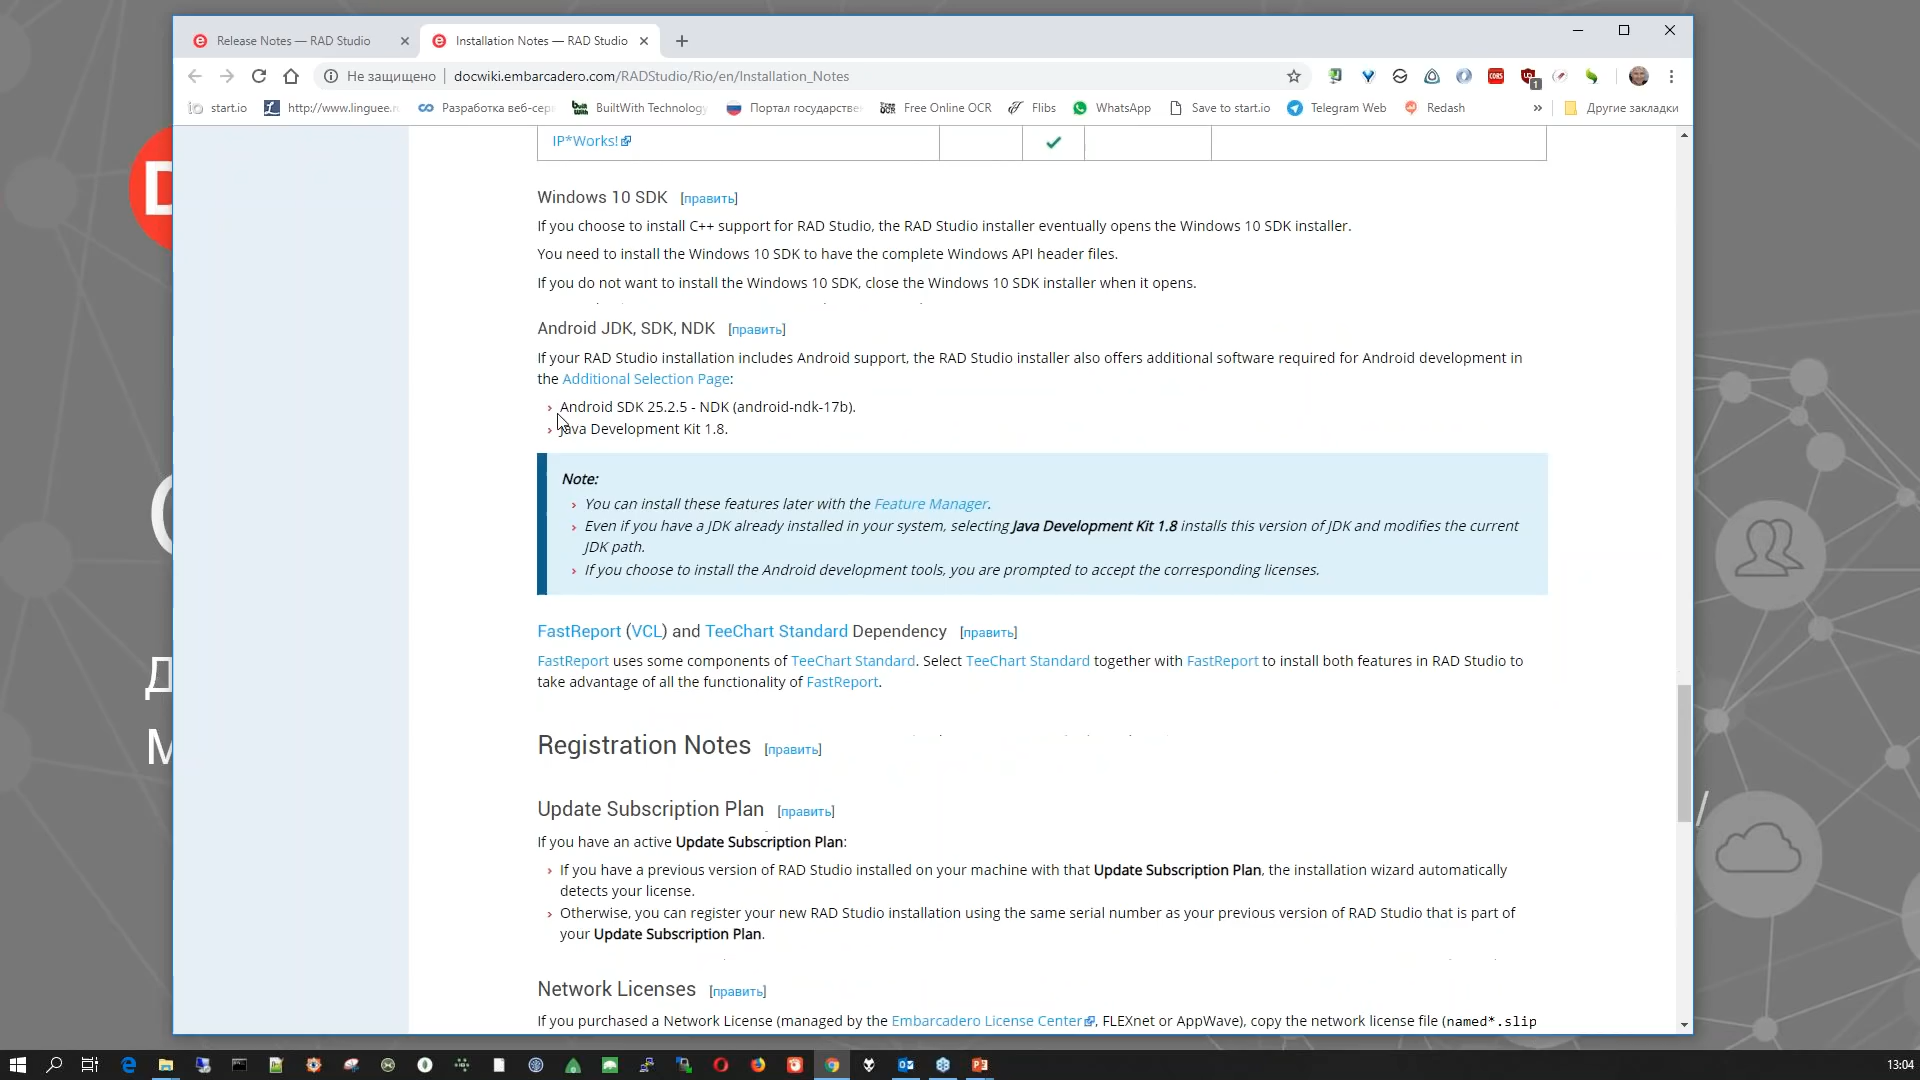 Release Notes — RAD Studio
Installation Notes — RAD Studio
Не защищено
docwiki.embarcadero.com/RADStudio/Rio/en/Installation_Notes
start.io
http://www.linguee.r
Разработка веб-сер
BuiltWith Technology
Портал государстве
Free Online OCR
Flibs
WhatsApp
Save to start.io
Telegram Web
Redash
»
Другие закладки
IP*Works!
Windows 10 SDK [править]
If you choose to install C++ support for RAD Studio, the RAD Studio installer eventually opens the Windows 10 SDK installer.
You need to install the Windows 10 SDK to have the complete Windows API header files.
If you do not want to install the Windows 10 SDK, close the Windows 10 SDK installer when it opens.
Android JDK, SDK, NDK [править]
If your RAD Studio installation includes Android support, the RAD Studio installer also offers additional software required for Android development in
the Additional Selection Page:
Android SDK 25.2.5 - NDK (android-ndk-17b).
Java Development Kit 1.8.
Note:
You can install these features later with the Feature Manager.
Even if you have a JDK already installed in your system, selecting Java Development Kit 1.8 installs this version of JDK and modifies the current
JDK path.
If you choose to install the Android development tools, you are prompted to accept the corresponding licenses.
FastReport (VCL) and TeeChart Standard Dependency [править]
FastReport uses some components of TeeChart Standard. Select TeeChart Standard together with FastReport to install both features in RAD Studio to
take advantage of all the functionality of FastReport.
Registration Notes [править]
Update Subscription Plan [править]
If you have an active Update Subscription Plan:
If you have a previous version of RAD Studio installed on your machine with that Update Subscription Plan, the installation wizard automatically
detects your license.
Otherwise, you can register your new RAD Studio installation using the same serial number as your previous version of RAD Studio that is part of
your Update Subscription Plan.
Network Licenses [править]
If you purchased a Network License (managed by the Embarcadero License Center, FLEXnet or AppWave), copy the network license file (named*.slip
13:04